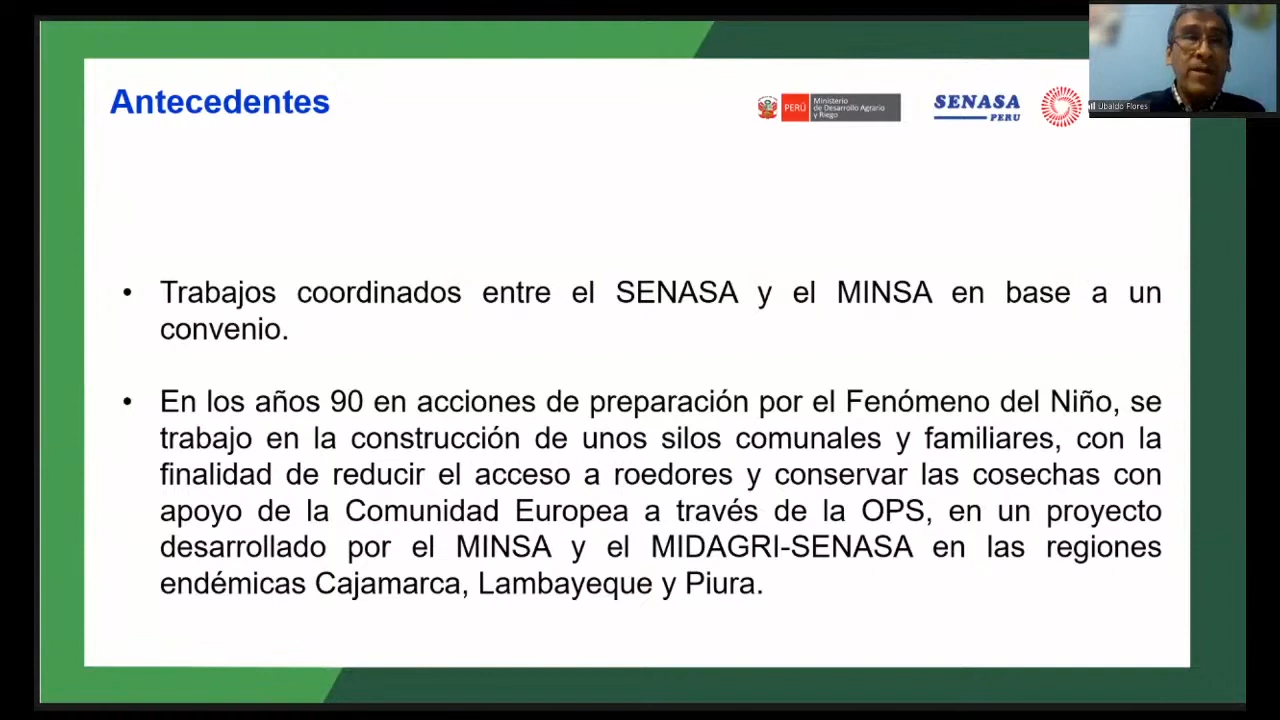 Antecedentes
PERÚ
Ministerio
de Desarrollo Agrario
y Riego
SENASA
PERU
Ubaldo Flores
• Trabajos coordinados entre el SENASA y el MINSA en base a un
convenio.
• En los años 90 en acciones de preparación por el Fenómeno del Niño, se
trabajo en la construcción de unos silos comunales y familiares, con la
finalidad de reducir el acceso a roedores y conservar las cosechas con
apoyo de la Comunidad Europea a través de la OPS, en un proyecto
desarrollado por el MINSA y el MIDAGRI-SENASA en las regiones
endémicas Cajamarca, Lambayeque y Piura.